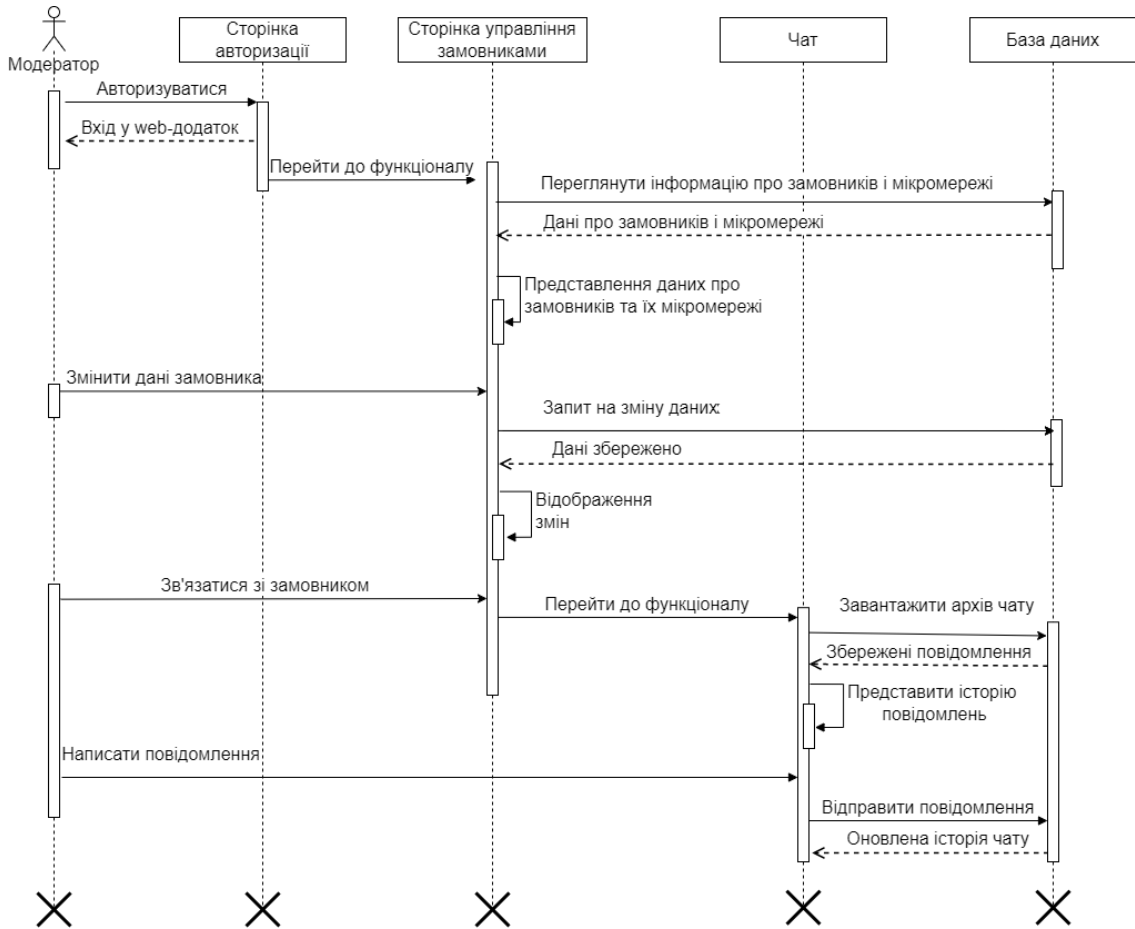 Модератор
Сторінка
авторизації
Сторінка управління
замовниками
Чат
База даних
Авторизуватися
Вхід у web-додаток
Перейти до функціоналу
Переглянути інформацію про замовників і мікромережі
Дані про замовників і мікромережі
Представлення даних про
замовників та їх мікромережі
Змінити дані замовника
Запит на зміну даних
Дані збережено
Відображення
змін
Зв'язатися зі замовником
Перейти до функціоналу
Завантажити архів чату
Збережені повідомлення
Представити історію
повідомлень
Написати повідомлення
Відправити повідомлення
Оновлена історія чату